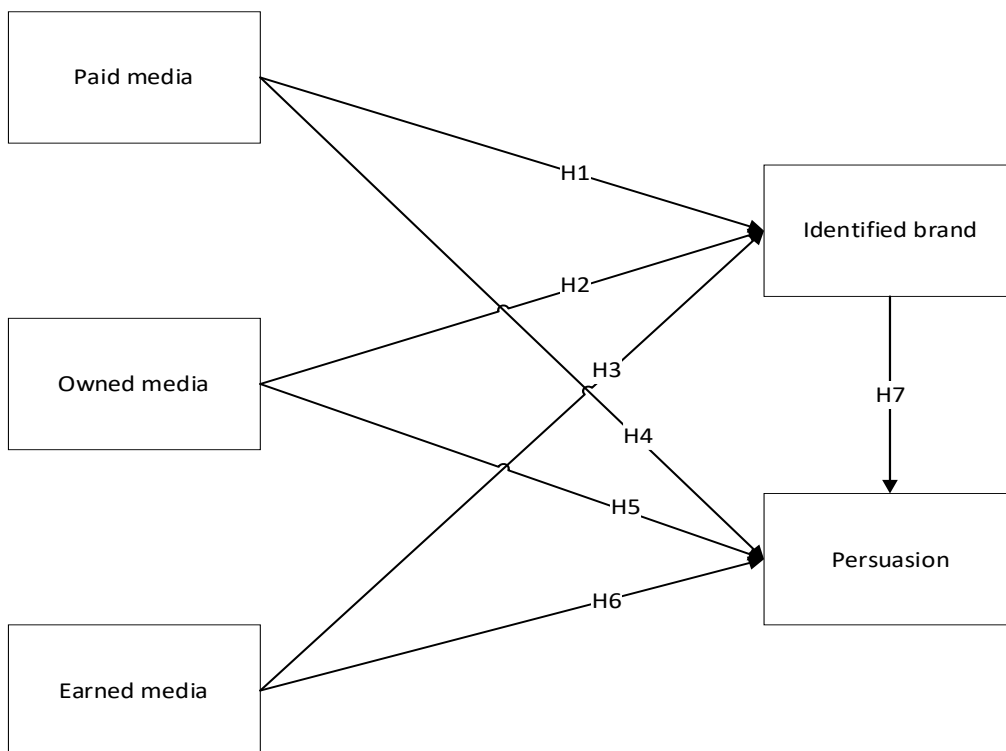 Paid media
H1
Identified brand
H2
Owned media
H3
H7
H4
H5
Persuasion
H6
Earned media